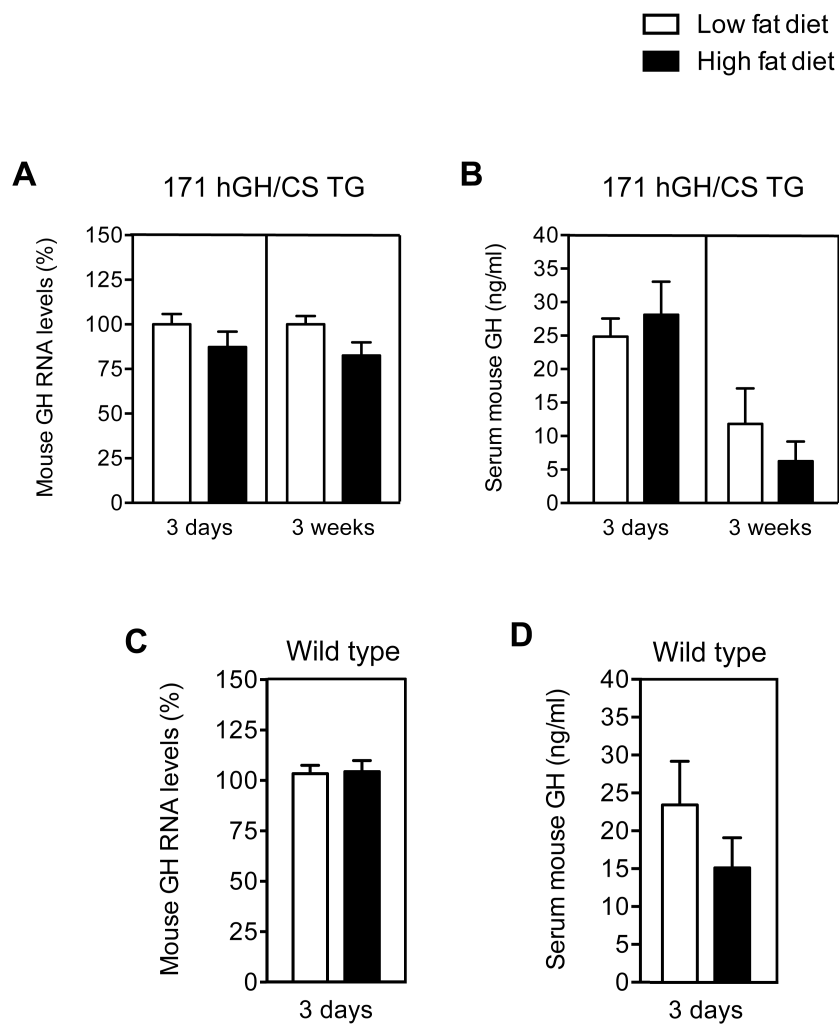 Low fat diet
High fat diet
A
171 hGH/CS TG
Mouse GH RNA levels (%)
150
125
100
75
50
25
0
3 days
3 weeks
B
171 hGH/CS TG
Serum mouse GH (ng/ml)
40
35
30
25
20
15
10
5
0
3 days
3 weeks
C
Wild type
Mouse GH RNA levels (%)
150
125
100
75
50
25
0
3 days
D
Wild type
Serum mouse GH (ng/ml)
40
35
30
25
20
15
10
5
0
3 days